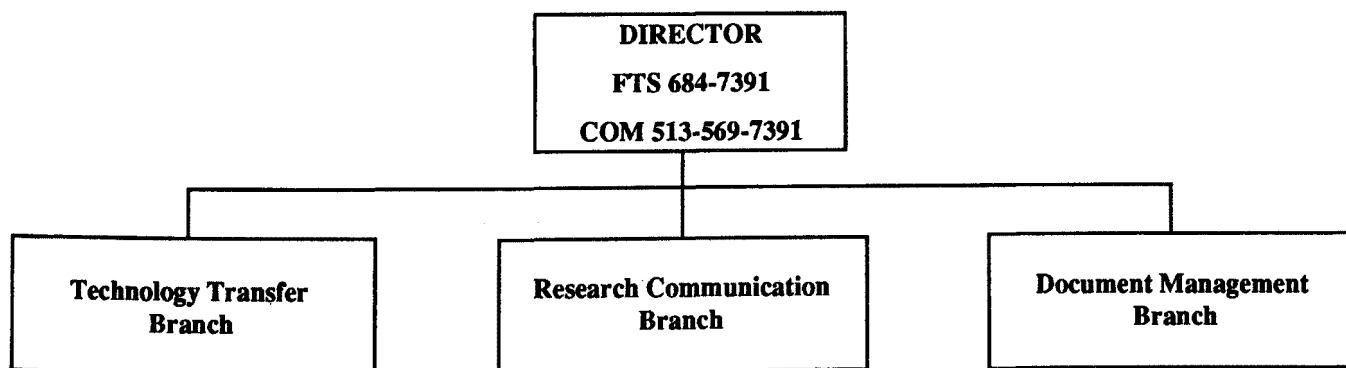 DIRECTOR
FTS 684-7391
COM 513-569-7391
Technology Transfer
Branch
Research Communication
Branch
Document Management
Branch